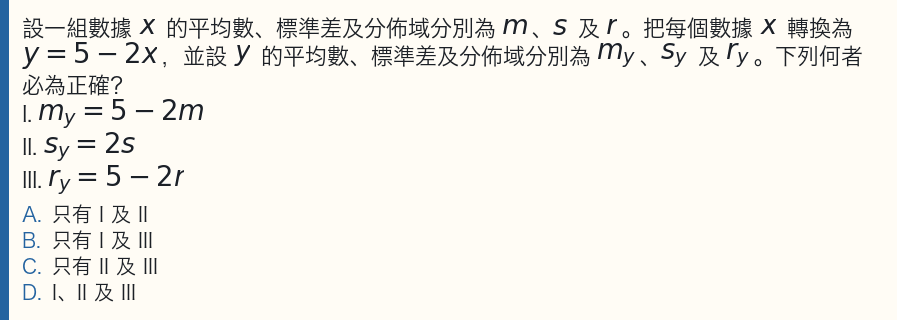 設一組數據 x 的平均數、標準差及分佈域分別為 m、s 及 r。把每個數據 x 轉換為
y = 5 − 2x，並設 y 的平均數、標準差及分佈域分別為 m_y、s_y 及 r_y。下列何者
必為正確?
I. m_y = 5 − 2m
II. s_y = 2s
III. r_y = 5 − 2r
A. 只有 I 及 II
B. 只有 I 及 III
C. 只有 II 及 III
D. I、II 及 III